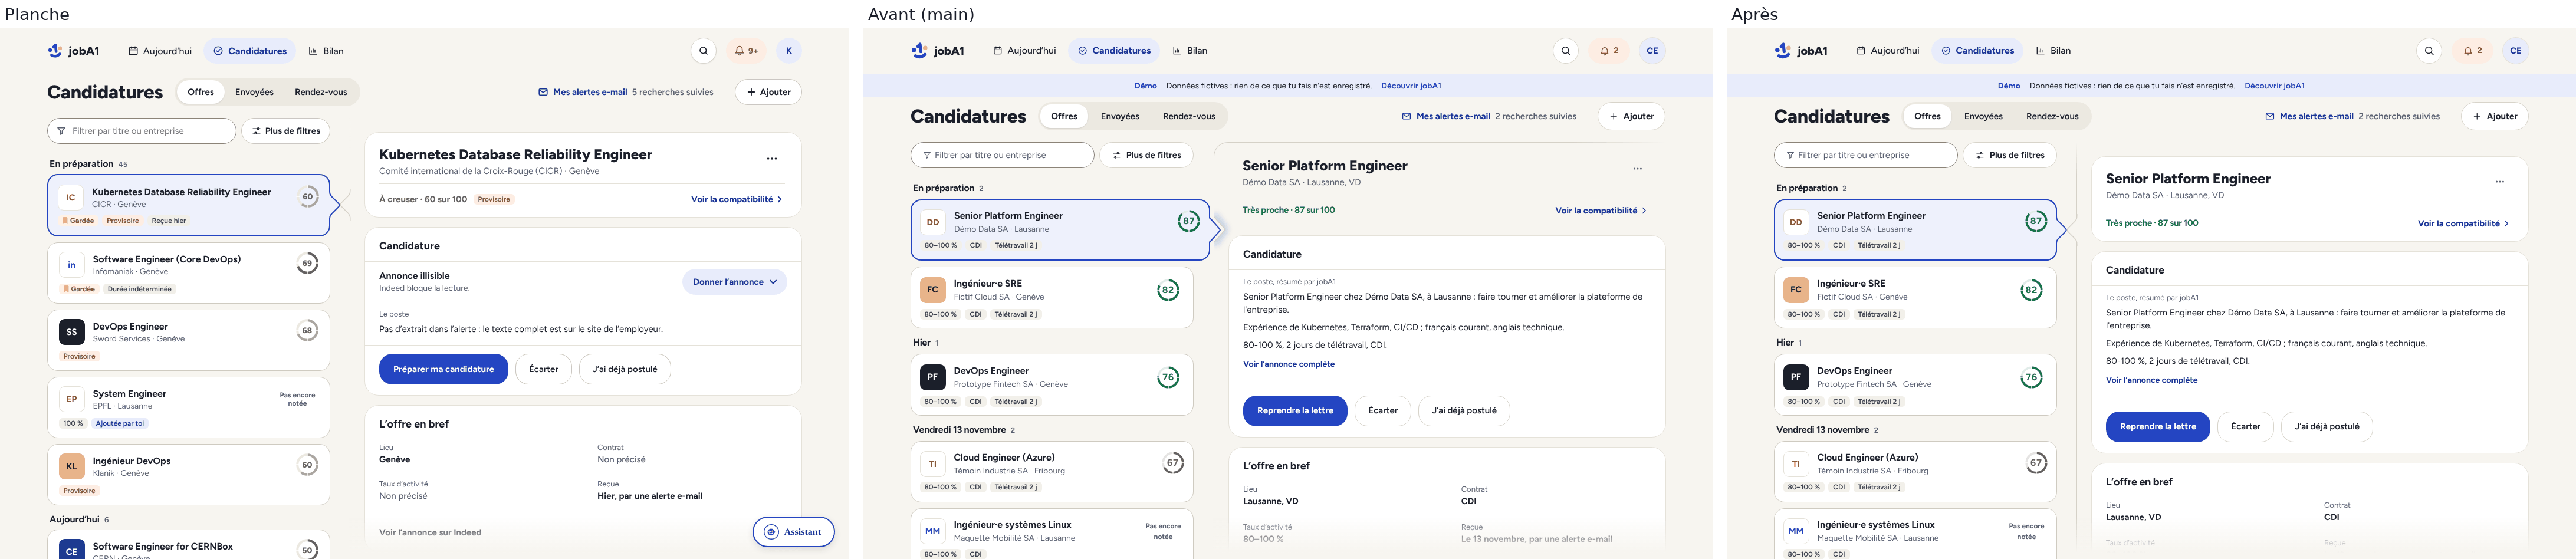 Planche
jobA1
Aujourd'hui
Candidatures
Bilan
9+
K
Candidatures
Offres
Envoyées
Rendez-vous
Mes alertes e-mail 5 recherches suivies
Ajouter
Filtrer par titre ou entreprise
Plus de filtres
En préparation 45
IC
Kubernetes Database Reliability Engineer
CICR · Genève
60
Gardée Provisoire Reçue hier
in
Software Engineer (Core DevOps)
Infomaniak · Genève
69
Gardée Durée indéterminée
SS
DevOps Engineer
Sword Services · Genève
68
Provisoire
EP
System Engineer
EPFL · Lausanne
Pas encore
notée
100 % Ajoutée par toi
KL
Ingénieur DevOps
Klanik · Genève
60
Provisoire
Aujourd'hui 6
CE
Software Engineer for CERNBox
CERN · Genève
50
Kubernetes Database Reliability Engineer
Comité international de la Croix-Rouge (CICR) · Genève
À creuser · 60 sur 100 Provisoire
Voir la compatibilité
Candidature
Annonce illisible
Indeed bloque la lecture.
Donner l'annonce
Le poste
Pas d'extrait dans l'alerte : le texte complet est sur le site de l'employeur.
Préparer ma candidature
Écarter
J'ai déjà postulé
L'offre en bref
Lieu
Genève
Contrat
Non précisé
Taux d'activité
Non précisé
Reçue
Hier, par une alerte e-mail
Voir l'annonce sur Indeed
Assistant
Avant (main)
jobA1
Aujourd'hui
Candidatures
Bilan
2
CE
Démo Données fictives : rien de ce que tu fais n'est enregistré. Découvrir jobA1
Candidatures
Offres
Envoyées
Rendez-vous
Mes alertes e-mail 2 recherches suivies
Ajouter
Filtrer par titre ou entreprise
Plus de filtres
En préparation 2
DD
Senior Platform Engineer
Démo Data SA · Lausanne
87
80–100 % CDI Télétravail 2 j
FC
Ingénieur·e SRE
Fictif Cloud SA · Genève
82
80–100 % CDI Télétravail 2 j
Hier 1
PF
DevOps Engineer
Prototype Fintech SA · Genève
76
80–100 % CDI Télétravail 2 j
Vendredi 13 novembre 2
TI
Cloud Engineer (Azure)
Témoin Industrie SA · Fribourg
67
80–100 % CDI Télétravail 2 j
MM
Ingénieur·e systèmes Linux
Maquette Mobilité SA · Lausanne
Pas encore
notée
80–100 % CDI
Senior Platform Engineer
Démo Data SA · Lausanne, VD
Très proche · 87 sur 100
Voir la compatibilité
Candidature
Le poste, résumé par jobA1
Senior Platform Engineer chez Démo Data SA, à Lausanne : faire tourner et améliorer la plateforme de
l'entreprise.
Expérience de Kubernetes, Terraform, CI/CD ; français courant, anglais technique.
80-100 %, 2 jours de télétravail, CDI.
Voir l'annonce complète
Reprendre la lettre
Écarter
J'ai déjà postulé
L'offre en bref
Lieu
Lausanne, VD
Contrat
CDI
Taux d'activité
80–100 %
Reçue
Le 13 novembre, par une alerte e-mail
Après
jobA1
Aujourd'hui
Candidatures
Bilan
2
CE
Démo Données fictives : rien de ce que tu fais n'est enregistré. Découvrir jobA1
Candidatures
Offres
Envoyées
Rendez-vous
Mes alertes e-mail 2 recherches suivies
Ajouter
Filtrer par titre ou entreprise
Plus de filtres
En préparation 2
DD
Senior Platform Engineer
Démo Data SA · Lausanne
87
80–100 % CDI Télétravail 2 j
FC
Ingénieur·e SRE
Fictif Cloud SA · Genève
82
80–100 % CDI Télétravail 2 j
Hier 1
PF
DevOps Engineer
Prototype Fintech SA · Genève
76
80–100 % CDI Télétravail 2 j
Vendredi 13 novembre 2
TI
Cloud Engineer (Azure)
Témoin Industrie SA · Fribourg
67
80–100 % CDI Télétravail 2 j
MM
Ingénieur·e systèmes Linux
Maquette Mobilité SA · Lausanne
Pas encore
notée
80–100 % CDI
Senior Platform Engineer
Démo Data SA · Lausanne, VD
Très proche · 87 sur 100
Voir la compatibilité
Candidature
Le poste, résumé par jobA1
Senior Platform Engineer chez Démo Data SA, à Lausanne : faire tourner et améliorer la plateforme de
l'entreprise.
Expérience de Kubernetes, Terraform, CI/CD ; français courant, anglais technique.
80-100 %, 2 jours de télétravail, CDI.
Voir l'annonce complète
Reprendre la lettre
Écarter
J'ai déjà postulé
L'offre en bref
Lieu
Lausanne, VD
Contrat
CDI
Taux d'activité
Reçue